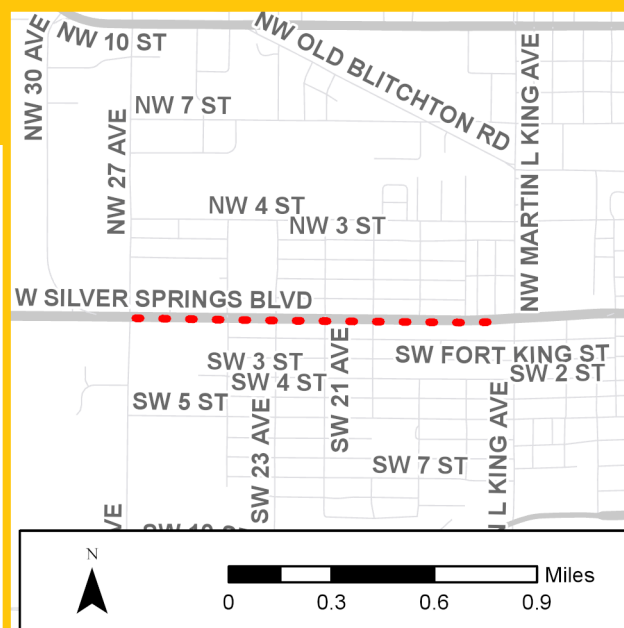 NW 10 ST
NW OLD BLITCHTON RD
NW 30 AVE
NW MARTIN L KING AVE
NW 7 ST
NW 27 AVE
NW 4 ST
NW 3 ST
W SILVER SPRINGS BLVD
SW 3 ST
SW FORT KING ST
SW 4 ST
SW 2 ST
SW 21 AVE
SW 5 ST
SW 23 AVE
L KING AVE
SW 7 ST
N
Miles
0 0.3 0.6 0.9